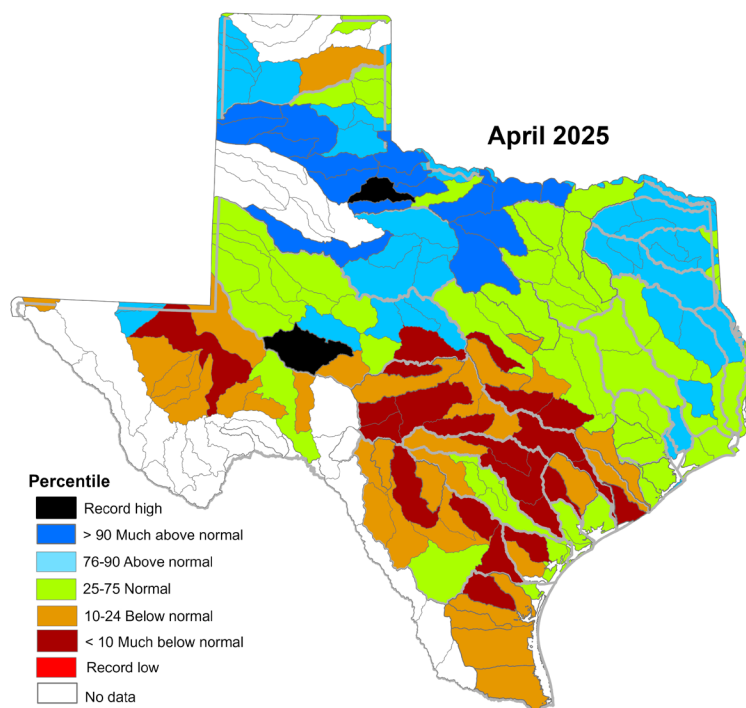 April 2025
Percentile
Record high
> 90 Much above normal
76-90 Above normal
25-75 Normal
10-24 Below normal
< 10 Much below normal
Record low
No data